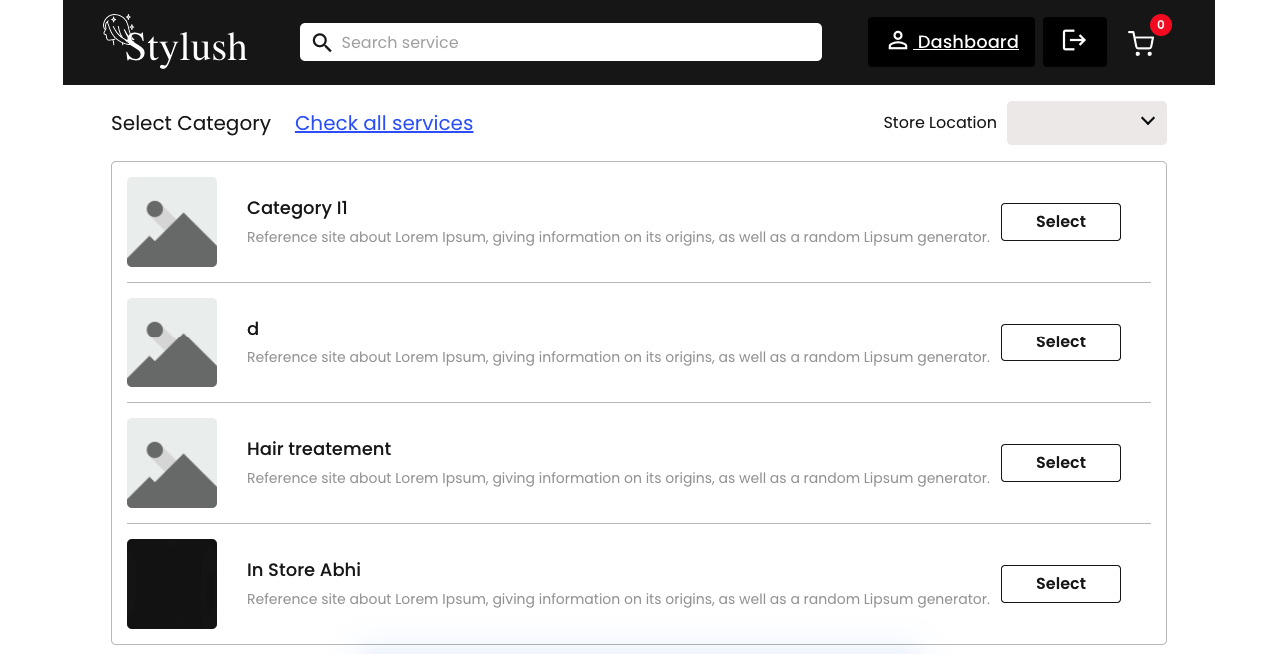 Stylush
Search service
Dashboard
0
Select Category
Check all services
Store Location
Category I1
Reference site about Lorem Ipsum, giving information on its origins, as well as a random Lipsum generator.
Select
d
Reference site about Lorem Ipsum, giving information on its origins, as well as a random Lipsum generator.
Select
Hair treatement
Reference site about Lorem Ipsum, giving information on its origins, as well as a random Lipsum generator.
Select
In Store Abhi
Reference site about Lorem Ipsum, giving information on its origins, as well as a random Lipsum generator.
Select